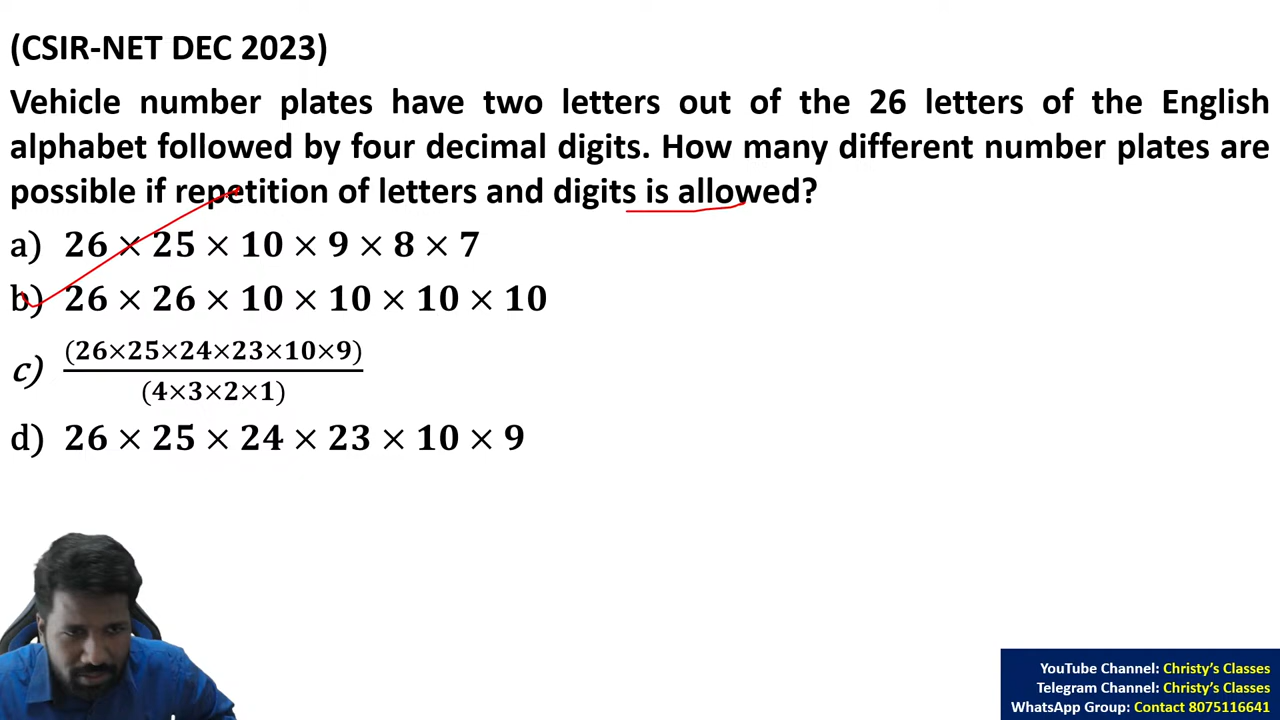 (CSIR-NET DEC 2023)
Vehicle number plates have two letters out of the 26 letters of the English
alphabet followed by four decimal digits. How many different number plates are
possible if repetition of letters and digits is allowed?
a) 26 × 25 × 10 × 9 × 8 × 7
b) 26 × 26 × 10 × 10 × 10 × 10
c) (26×25×24×23×10×9)
(4×3×2×1)
d) 26 × 25 × 24 × 23 × 10 × 9
YouTube Channel: Christy's Classes
Telegram Channel: Christy's Classes
WhatsApp Group: Contact 8075116641